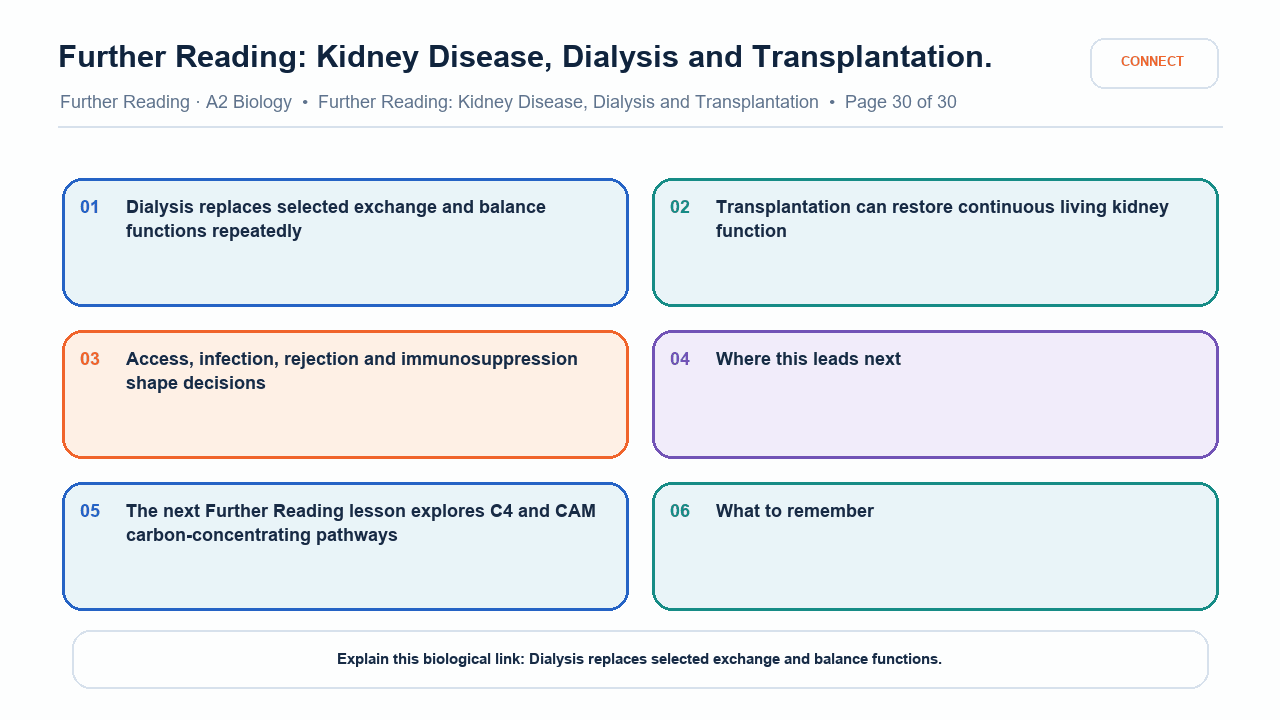 Further Reading: Kidney Disease, Dialysis and Transplantation.
CONNECT
Further Reading · A2 Biology • Further Reading: Kidney Disease, Dialysis and Transplantation • Page 30 of 30
01 Dialysis replaces selected exchange and balance
functions repeatedly
02 Transplantation can restore continuous living kidney
function
03 Access, infection, rejection and immunosuppression
shape decisions
04 Where this leads next
05 The next Further Reading lesson explores C4 and CAM
carbon-concentrating pathways
06 What to remember
Explain this biological link: Dialysis replaces selected exchange and balance functions.